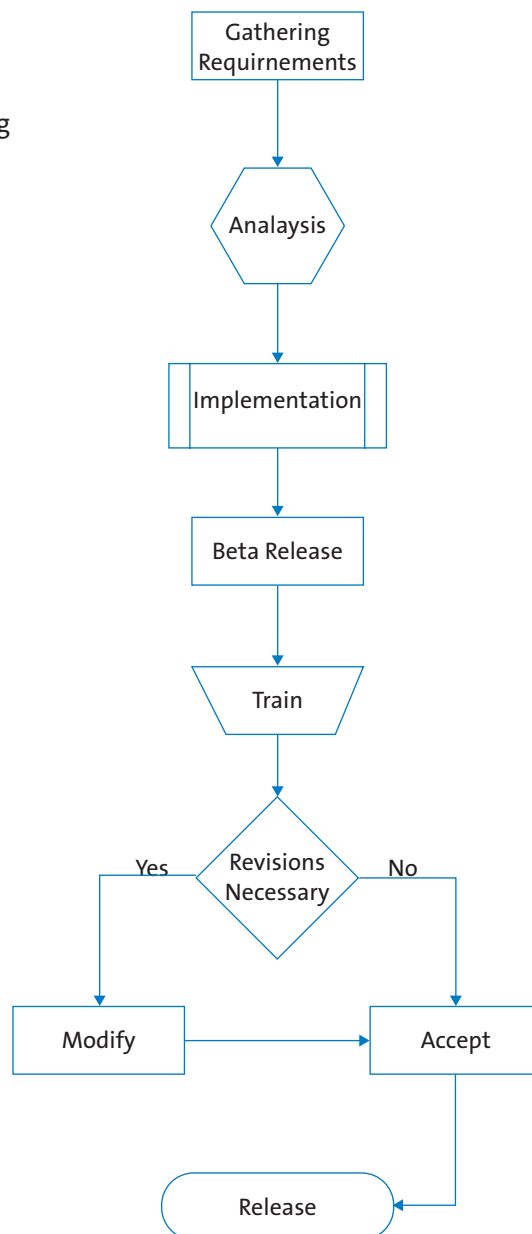 Gathering
Requirnements
g
Analaysis
Implementation
Beta Release
Train
Yes
Revisions
Necessary
No
Modify
Accept
Release